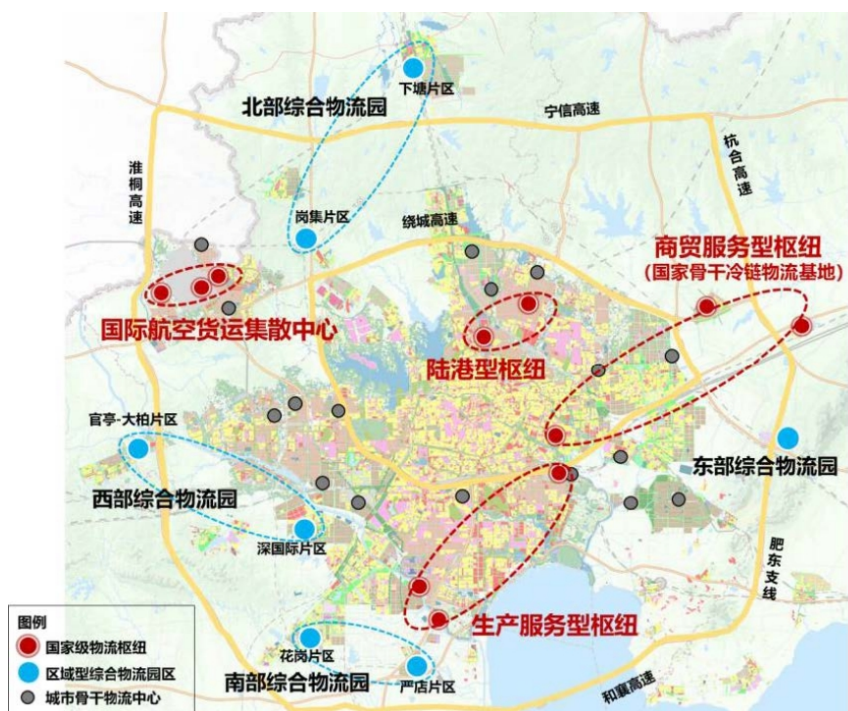 下塘片区
北部综合物流园
宁信高速
杭合高速
淮桐高速
岗集片区
绕城高速
商贸服务型枢纽
（国家骨干冷链物流基地）
国际航空货运集散中心
陆港型枢纽
官亭-大柏片区
东部综合物流园
西部综合物流园
深国际片区
肥东支线
生产服务型枢纽
花岗片区
严店片区
南部综合物流园
和襄高速
图例
国家级物流枢纽
区域型综合物流园区
城市骨干物流中心